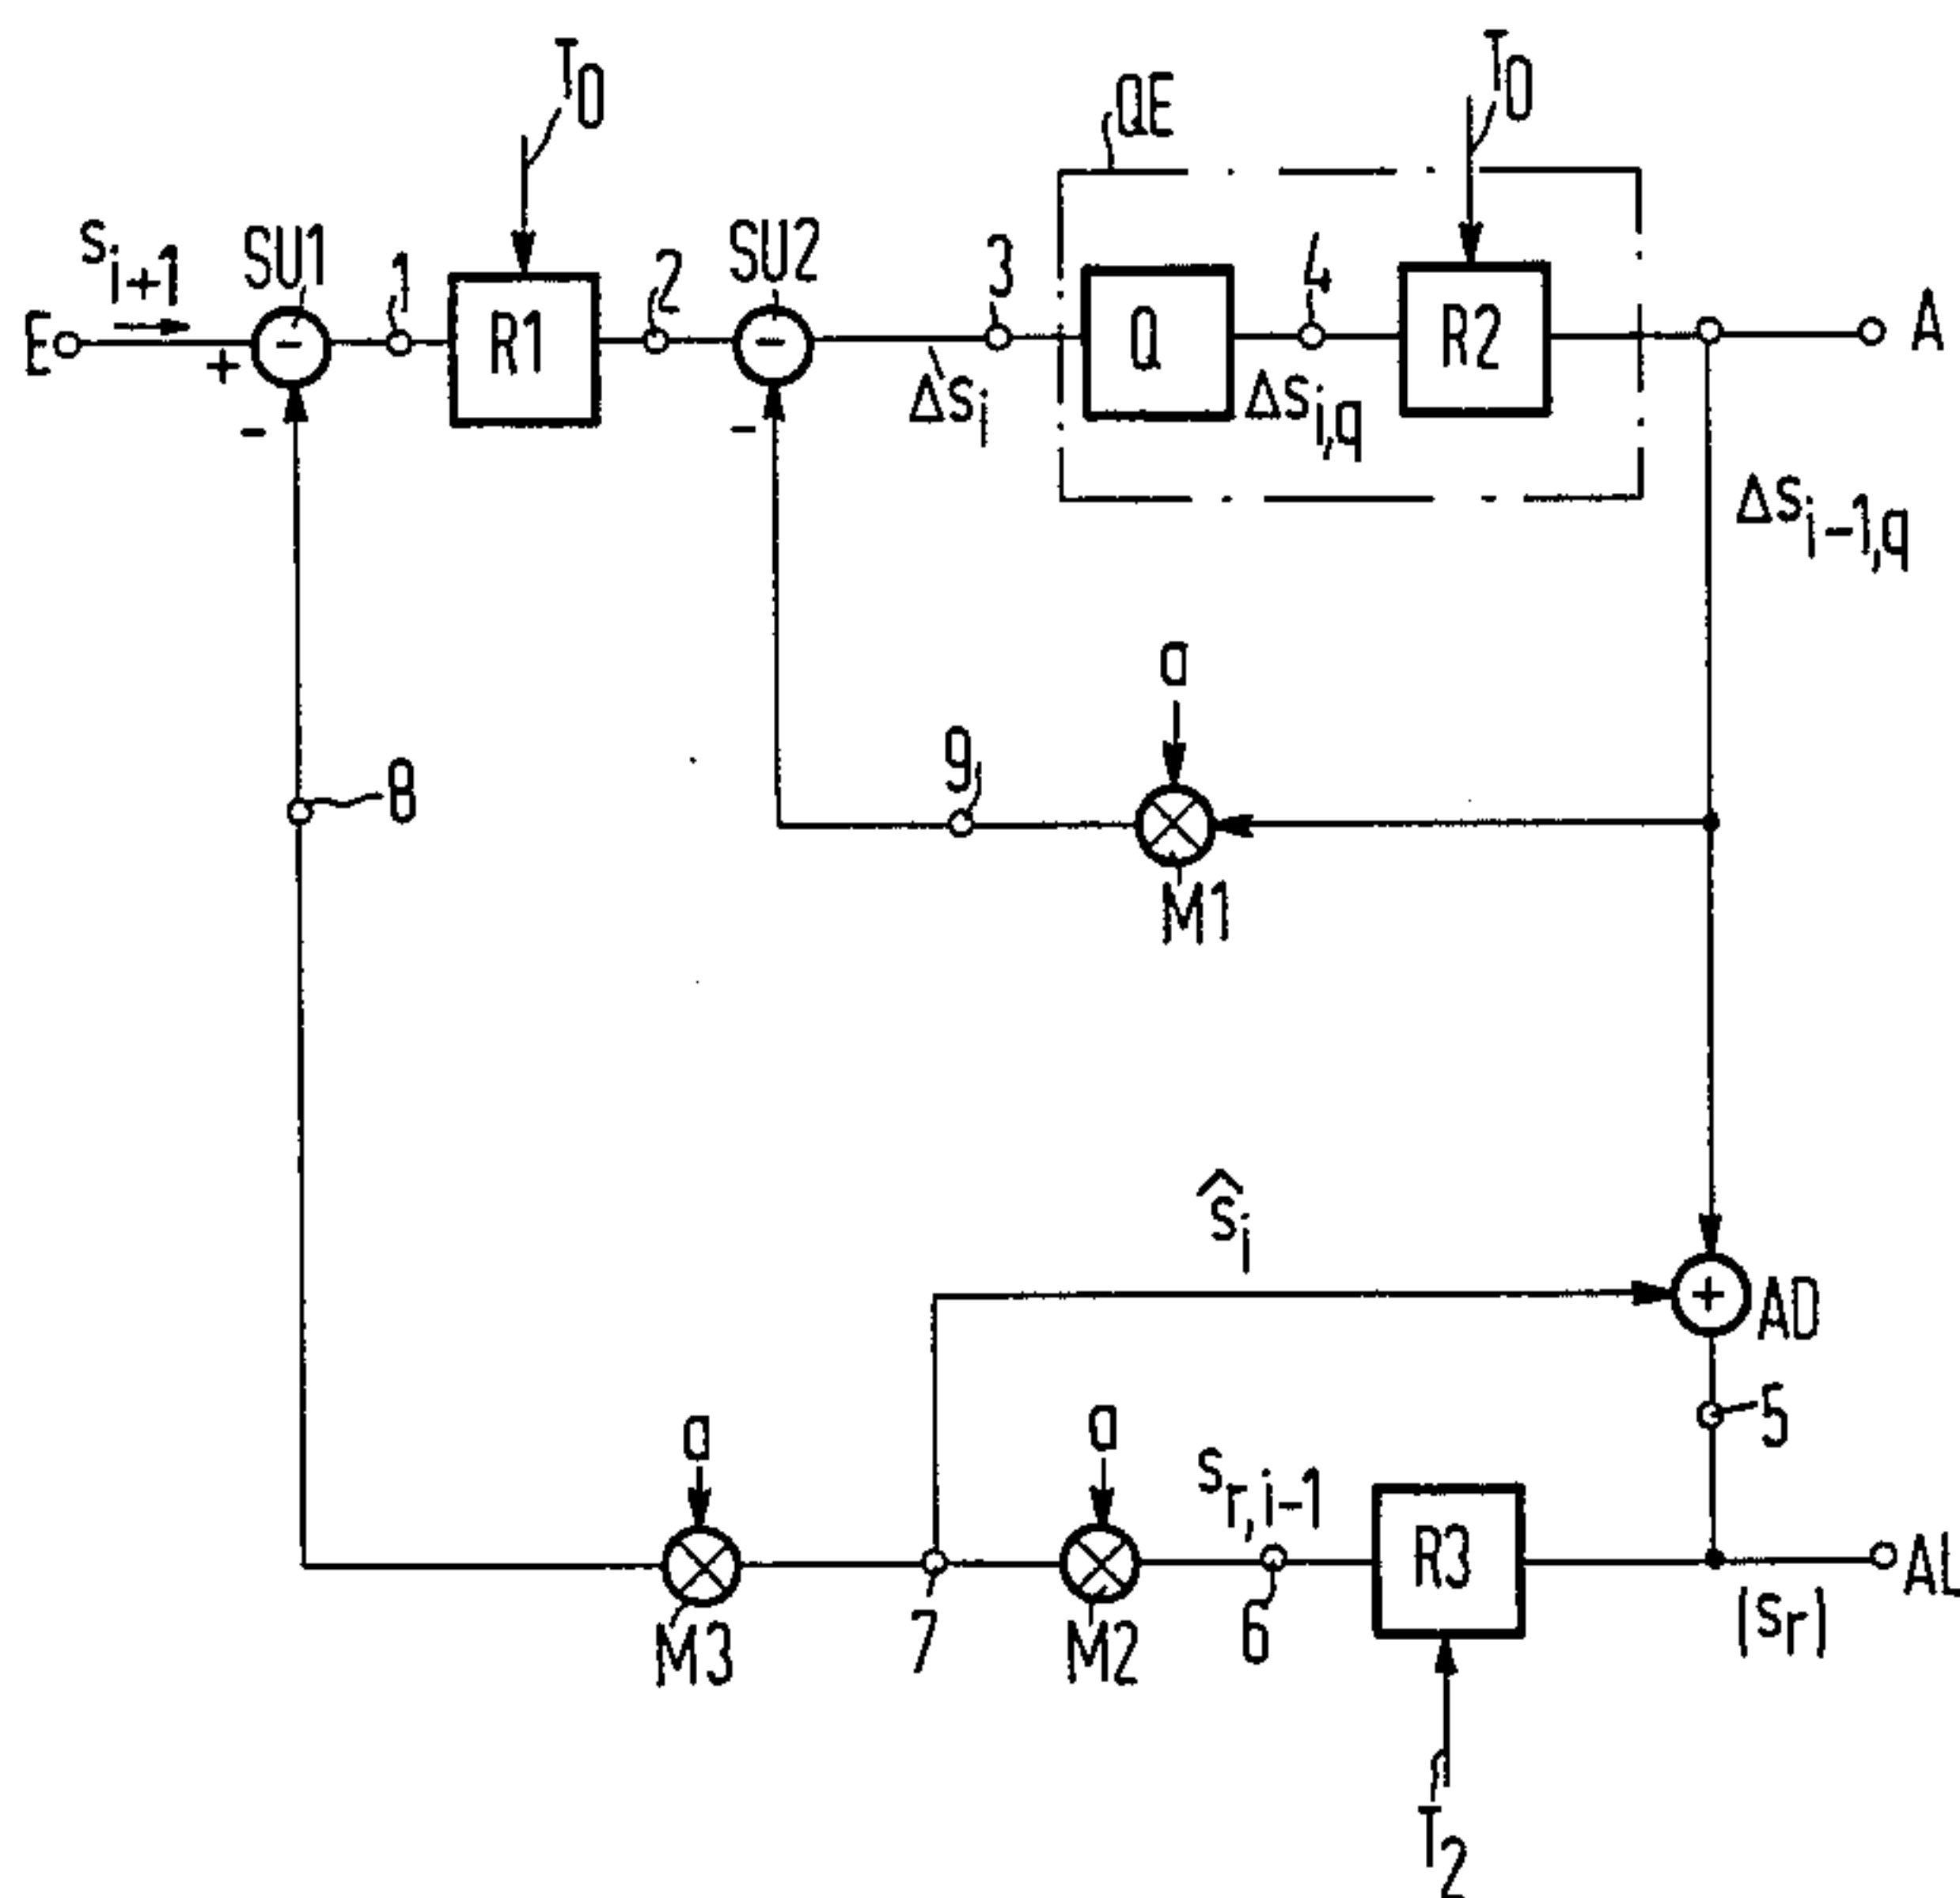 T0
T0
QE
si+1
SU1
1
2
SU2
3
4
E
+
-
R1
-
Q
R2
A
-
-
Δsi
Δsi,q
Δsi-1,q
a
9
8
M1
ŝi
+
AD
5
a
a
sr,i-1
R3
AL
M3
7
M2
6
(sr)
T2